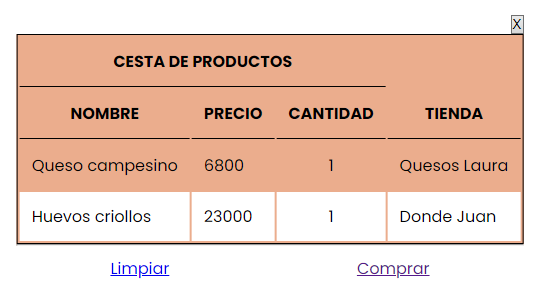 X
CESTA DE PRODUCTOS
NOMBRE PRECIO CANTIDAD TIENDA
Queso campesino 6800 1 Quesos Laura
Huevos criollos 23000 1 Donde Juan
Limpiar Comprar